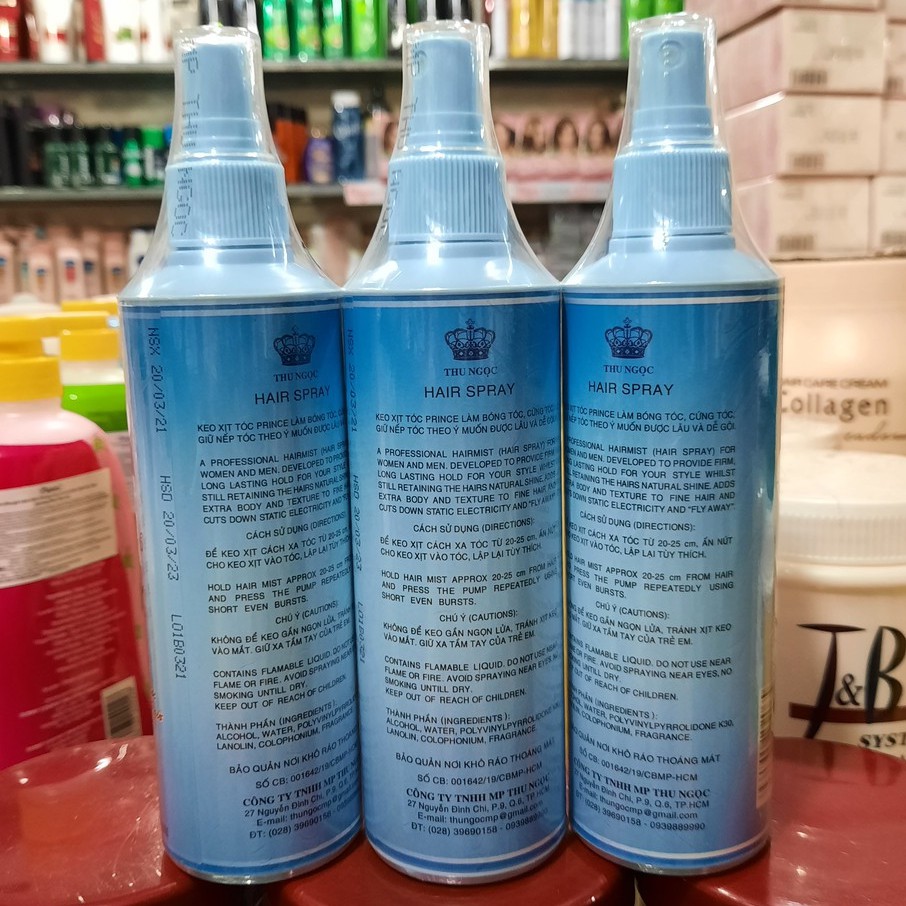 NSX 20/03/21 HSD 20/03/23 L01B0321
THU NGỌC
HAIR SPRAY
KEO XỊT TÓC PRINCE LÀM BÓNG TÓC, CỨNG TÓC,
GIỮ NẾP TÓC THEO Ý MUỐN ĐƯỢC LÂU VÀ DỄ GỘI.
A PROFESSIONAL HAIRMIST (HAIR SPRAY) FOR
WOMEN AND MEN. DEVELOPED TO PROVIDE FIRM,
LONG LASTING HOLD FOR YOUR STYLE WHILST
STILL RETAINING THE HAIRS NATURAL SHINE. ADDS
EXTRA BODY AND TEXTURE TO FINE HAIR AND
CUTS DOWN STATIC ELECTRICITY AND "FLY AWAY".
CÁCH SỬ DỤNG (DIRECTIONS):
ĐỂ KEO XỊT CÁCH XA TÓC TỪ 20-25 cm, ẤN NÚT
CHO KEO XỊT VÀO TÓC, LẬP LẠI TÙY THÍCH.
HOLD HAIR MIST APPROX 20-25 cm FROM HAIR
AND PRESS THE PUMP REPEATEDLY USING
SHORT EVEN BURSTS.
CHÚ Ý (CAUTIONS):
KHÔNG ĐỂ KEO GẦN NGỌN LỬA, TRÁNH XỊT KEO
VÀO MẮT. GIỮ XA TẦM TAY CỦA TRẺ EM.
CONTAINS FLAMABLE LIQUID. DO NOT USE NEAR
FLAME OR FIRE. AVOID SPRAYING NEAR EYES, NO
SMOKING UNTILL DRY.
KEEP OUT OF REACH OF CHILDREN.
THÀNH PHẦN (INGREDIENTS):
ALCOHOL, WATER, POLYVINYLPYRROLIDONE K30,
LANOLIN, COLOPHONIUM, FRAGRANCE.
BẢO QUẢN NƠI KHÔ RÁO THOÁNG MÁT
SỐ CB: 001642/19/CBMP-HCM
CÔNG TY TNHH MP THU NGỌC
27 Nguyễn Đình Chi, P.9, Q.6, TP.HCM
E-mail: thungocmp@gmail.com
ĐT: (028) 39690158 - 0939889990
Collagen
J&B
SYST